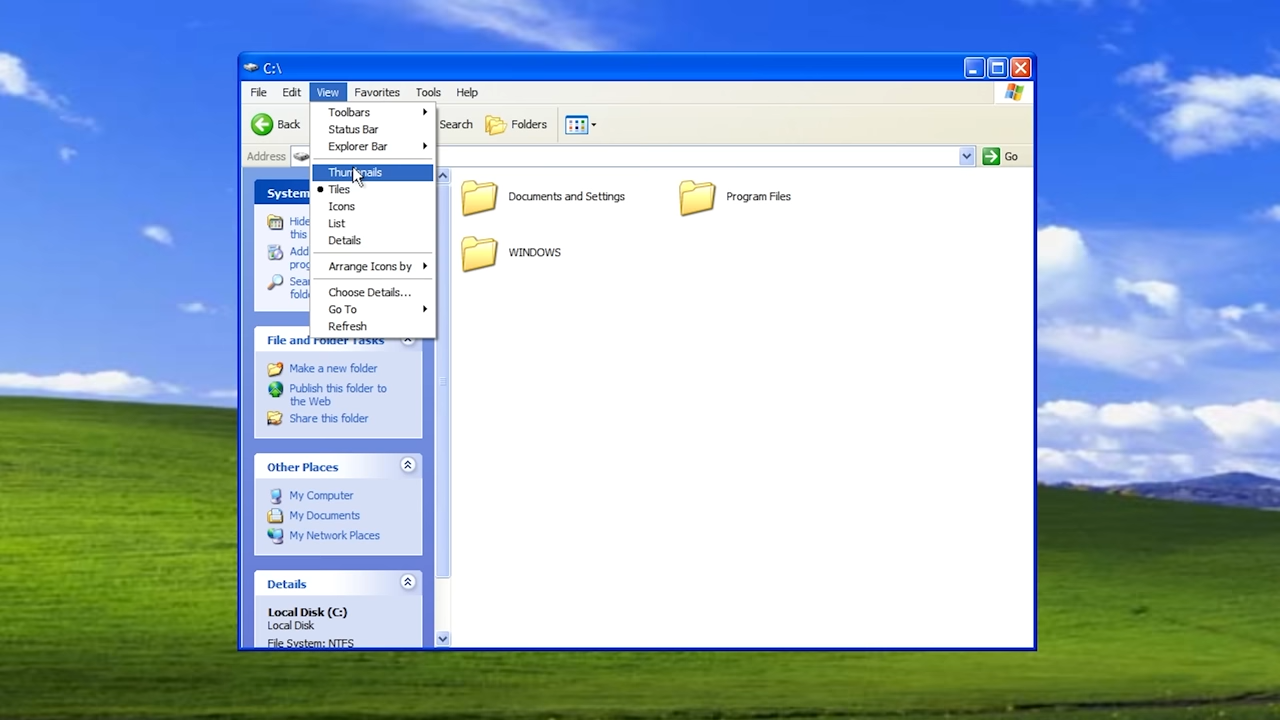 C:\
File Edit View Favorites Tools Help
Back Search Folders
Address Go
Toolbars
Status Bar
Explorer Bar
Thumbnails
Tiles
Icons
List
Details
Arrange Icons by
Choose Details...
Go To
Refresh
System
Hide
this
Add
prog
Sear
folde
File and Folder Tasks
Make a new folder
Publish this folder to
the Web
Share this folder
Other Places
My Computer
My Documents
My Network Places
Details
Local Disk (C:)
Local Disk
File System: NTFS
Documents and Settings
Program Files
WINDOWS